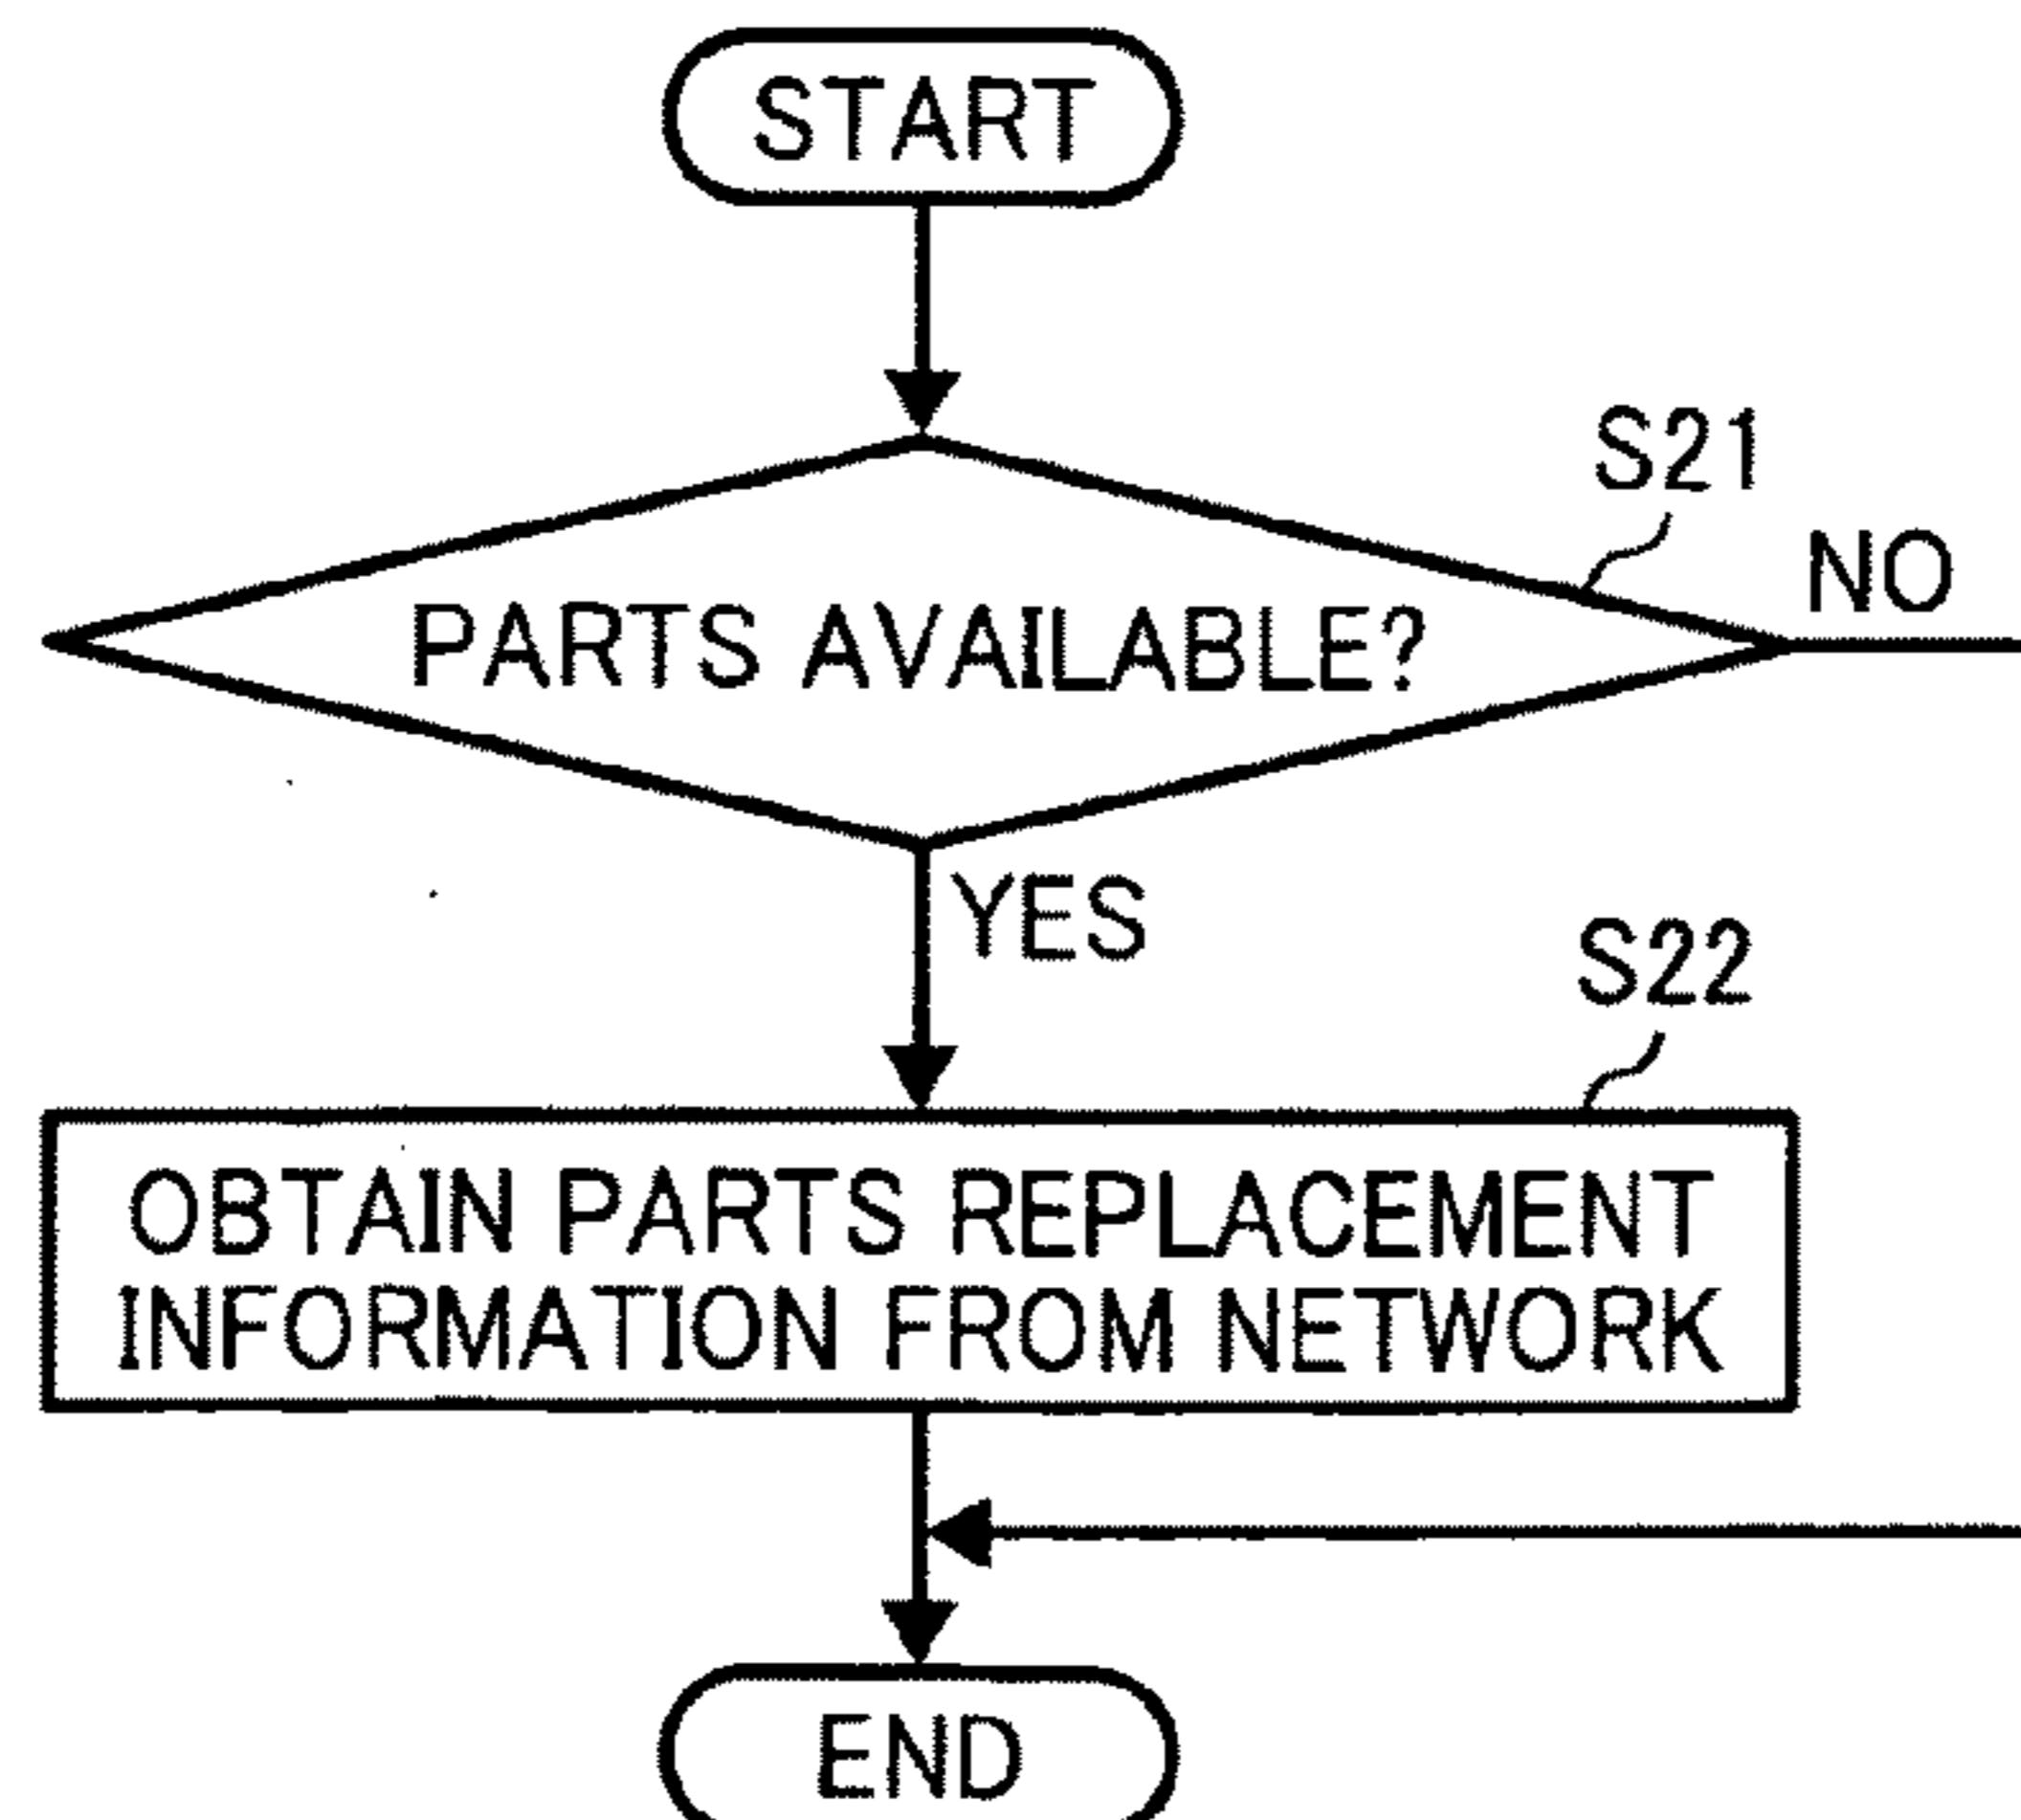 START
S21
NO
PARTS AVAILABLE?
YES
S22
OBTAIN PARTS REPLACEMENT
INFORMATION FROM NETWORK
END